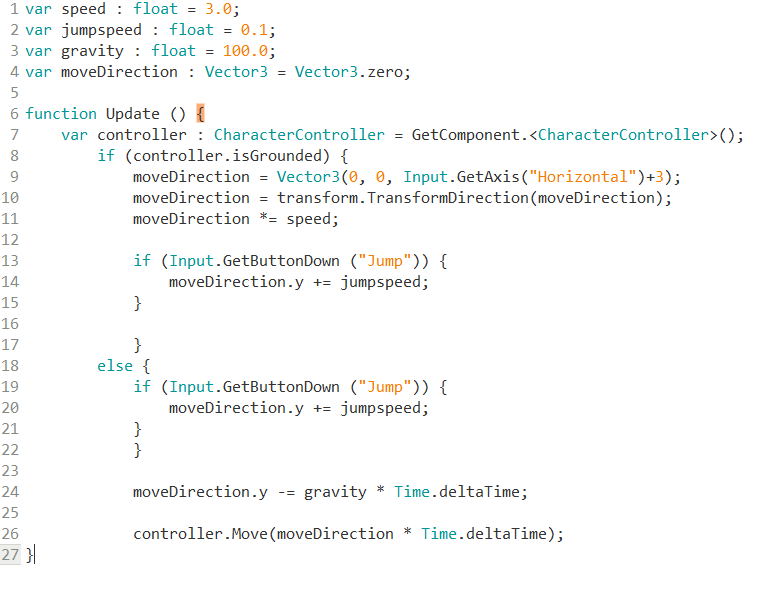 1 var speed : float = 3.0;
2 var jumpspeed : float = 0.1;
3 var gravity : float = 100.0;
4 var moveDirection : Vector3 = Vector3.zero;
5
6 function Update () {
7     var controller : CharacterController = GetComponent.<CharacterController>();
8         if (controller.isGrounded) {
9             moveDirection = Vector3(0, 0, Input.GetAxis("Horizontal")+3);
10             moveDirection = transform.TransformDirection(moveDirection);
11             moveDirection *= speed;
12
13             if (Input.GetButtonDown ("Jump")) {
14                 moveDirection.y += jumpspeed;
15             }
16
17             }
18         else {
19             if (Input.GetButtonDown ("Jump")) {
20                 moveDirection.y += jumpspeed;
21             }
22             }
23
24             moveDirection.y -= gravity * Time.deltaTime;
25
26             controller.Move(moveDirection * Time.deltaTime);
27 }